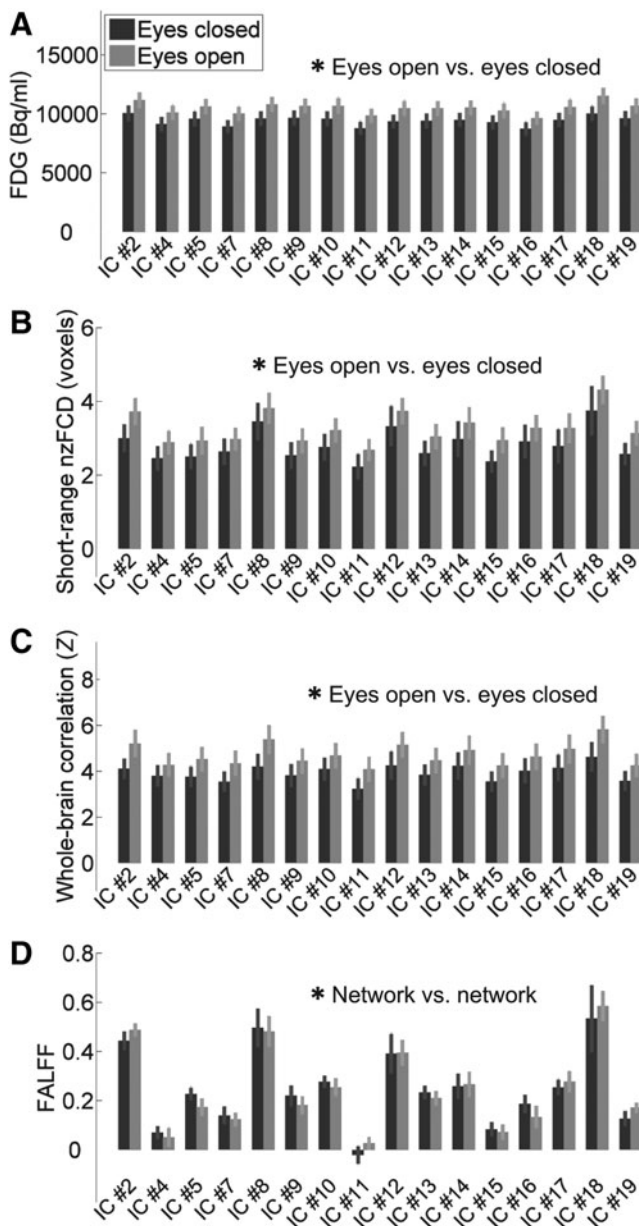 A
Eyes closed
Eyes open
* Eyes open vs. eyes closed
FDG (Bq/ml)
15000
10000
5000
0
IC #2 IC #4 IC #5 IC #7 IC #8 IC #9 IC #10 IC #11 IC #12 IC #13 IC #14 IC #15 IC #16 IC #17 IC #18 IC #19
B
* Eyes open vs. eyes closed
Short-range nzFCD (voxels)
6
4
2
0
IC #2 IC #4 IC #5 IC #7 IC #8 IC #9 IC #10 IC #11 IC #12 IC #13 IC #14 IC #15 IC #16 IC #17 IC #18 IC #19
C
* Eyes open vs. eyes closed
Whole-brain correlation (Z)
8
6
4
2
0
IC #2 IC #4 IC #5 IC #7 IC #8 IC #9 IC #10 IC #11 IC #12 IC #13 IC #14 IC #15 IC #16 IC #17 IC #18 IC #19
D
* Network vs. network
FALFF
0.8
0.6
0.4
0.2
0
IC #2 IC #4 IC #5 IC #7 IC #8 IC #9 IC #10 IC #11 IC #12 IC #13 IC #14 IC #15 IC #16 IC #17 IC #18 IC #19